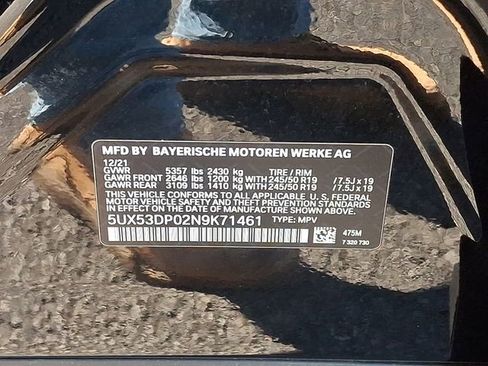 MFD BY BAYERISCHE MOTOREN WERKE AG
12/21
GVWR 5357 lbs 2430 kg TIRE / RIM
GAWR FRONT 2646 lbs 1200 kg WITH 245/50 R19 /7.5J x 19
GAWR REAR 3109 lbs 1410 kg WITH 245/50 R19 /7.5J x 19
THIS VEHICLE CONFORMS TO ALL APPLICABLE U.S. FEDERAL
MOTOR VEHICLE SAFETY AND THEFT PREVENTION STANDARDS
IN EFFECT ON THE DATE OF MANUFACTURE SHOWN ABOVE.
5UX53DP02N9K71461 TYPE: MPV
475M
7 320 730